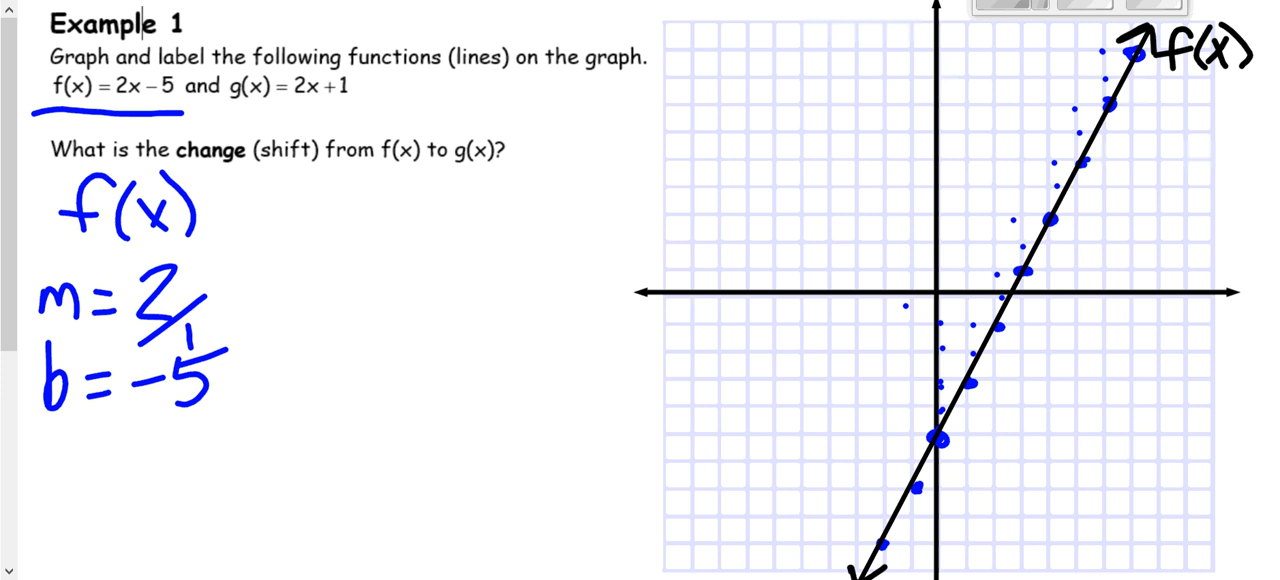 Example 1
Graph and label the following functions (lines) on the graph.
f(x) = 2x – 5 and g(x) = 2x + 1
What is the change (shift) from f(x) to g(x)?
f(x)
m = 2/1
b = -5
f(x)